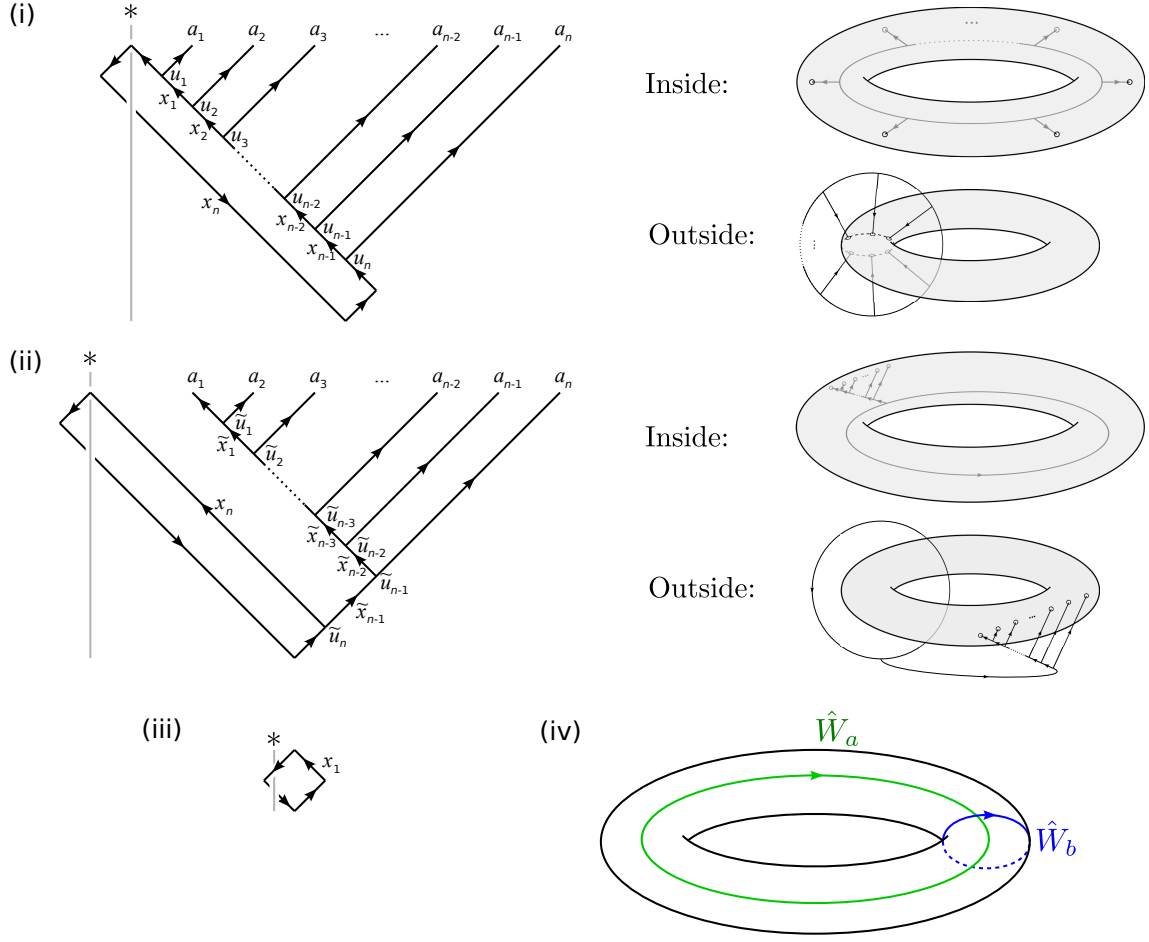 (i)
* a₁ a₂ a₃ ... aₙ₋₂ aₙ₋₁ aₙ
u₁
x₁ u₂
x₂ u₃
xₙ uₙ₋₂
xₙ₋₂ uₙ₋₁
xₙ₋₁ uₙ
...
Inside:
Outside:
...
(ii)
* a₁ a₂ a₃ ... aₙ₋₂ aₙ₋₁ aₙ
ũ₁
x̃₁ ũ₂
xₙ ũₙ₋₃
x̃ₙ₋₃ ũₙ₋₂
x̃ₙ₋₂ ũₙ₋₁
x̃ₙ₋₁
ũₙ
...
Inside:
Outside:
...
(iii)
* x₁
(iv)
Ŵₐ
Ŵ_b